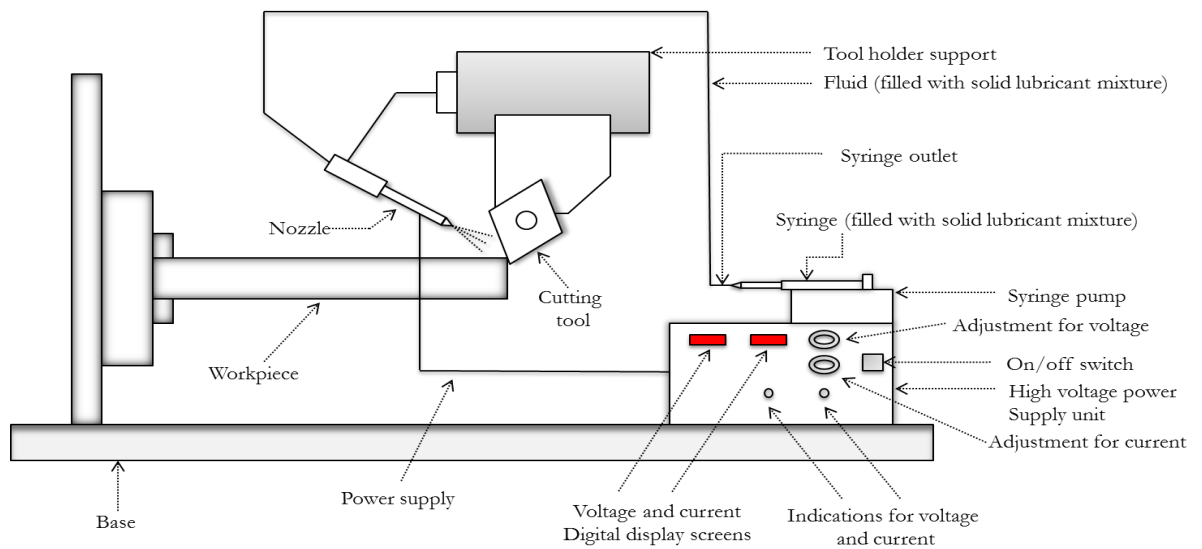 Tool holder support
Fluid (filled with solid lubricant mixture)
Syringe outlet
Nozzle
Syringe (filled with solid lubricant mixture)
Cutting
tool
Syringe pump
Adjustment for voltage
Workpiece
On/off switch
High voltage power
Supply unit
Adjustment for current
Power supply
Base
Voltage and current
Digital display screens
Indications for voltage
and current